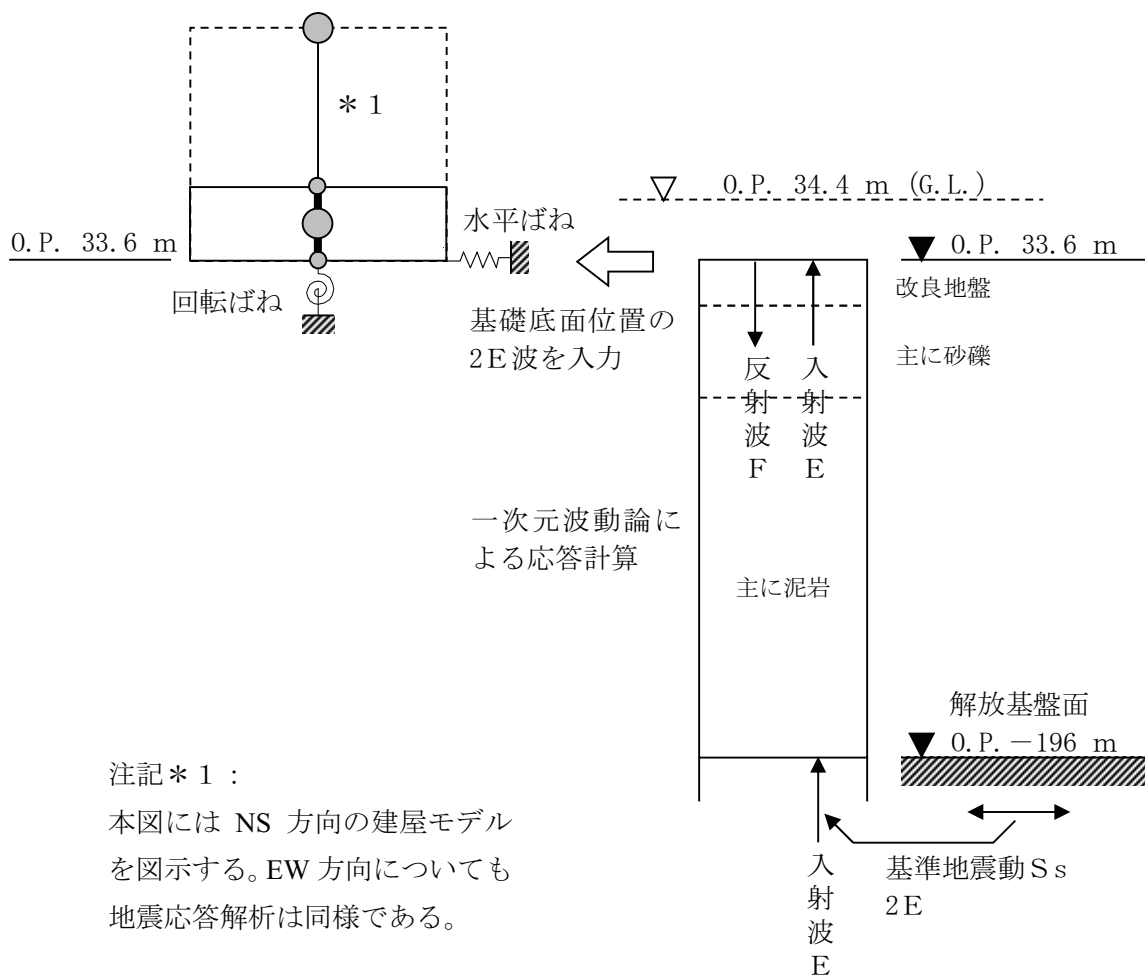 ＊１
O.P. 34.4 m (G.L.)
水平ばね
O.P. 33.6 m
O.P. 33.6 m
回転ばね
改良地盤
基礎底面位置の
2E波を入力
主に砂礫
反射波F
入射波E
一次元波動論に
よる応答計算
主に泥岩
解放基盤面
O.P.－196 m
注記＊１：
本図には NS 方向の建屋モデル
を図示する。EW 方向についても
地震応答解析は同様である。
入射波E
基準地震動Ｓｓ
2E